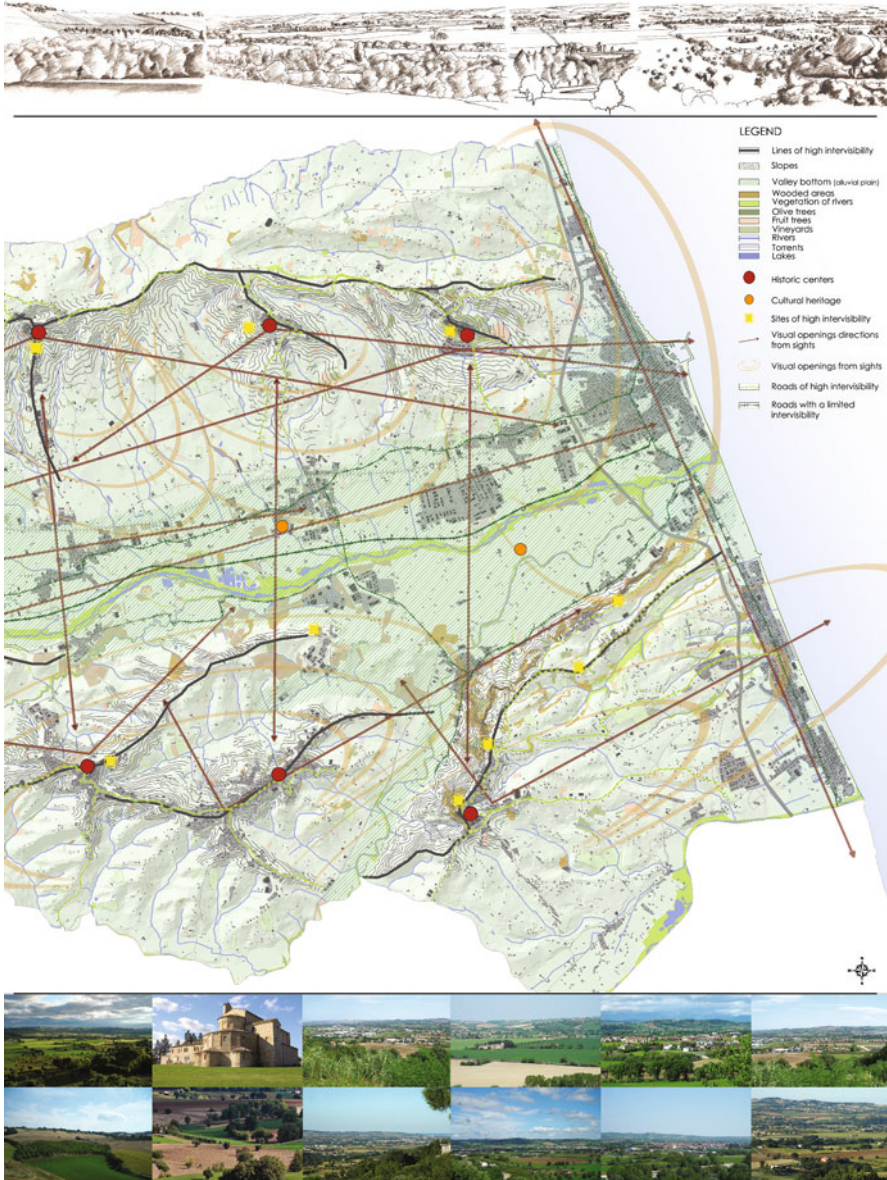 LEGEND
Lines of high intervisibility
Slopes
Valley bottom (alluvial plain)
Wooded areas
Vegetation of rivers
Olive trees
Fruit trees
Vineyards
Rivers
Torrents
Lakes
Historic centers
Cultural heritage
Sites of high intervisibility
Visual openings directions
from sights
Visual openings from sights
Roads of high intervisibility
Roads with a limited
intervisibility